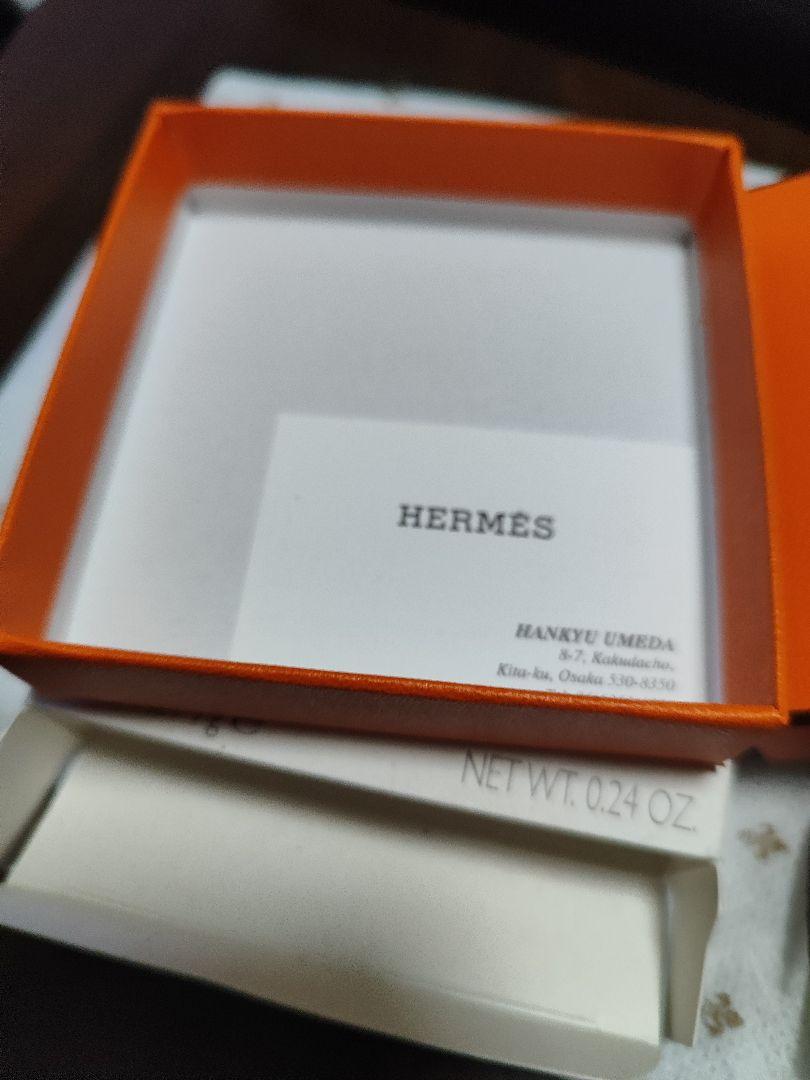 HERMÈS
HANKYU UMEDA
8-7, Kakudacho,
Kita-ku, Osaka 530-8350
NET WT. 0.24 OZ.